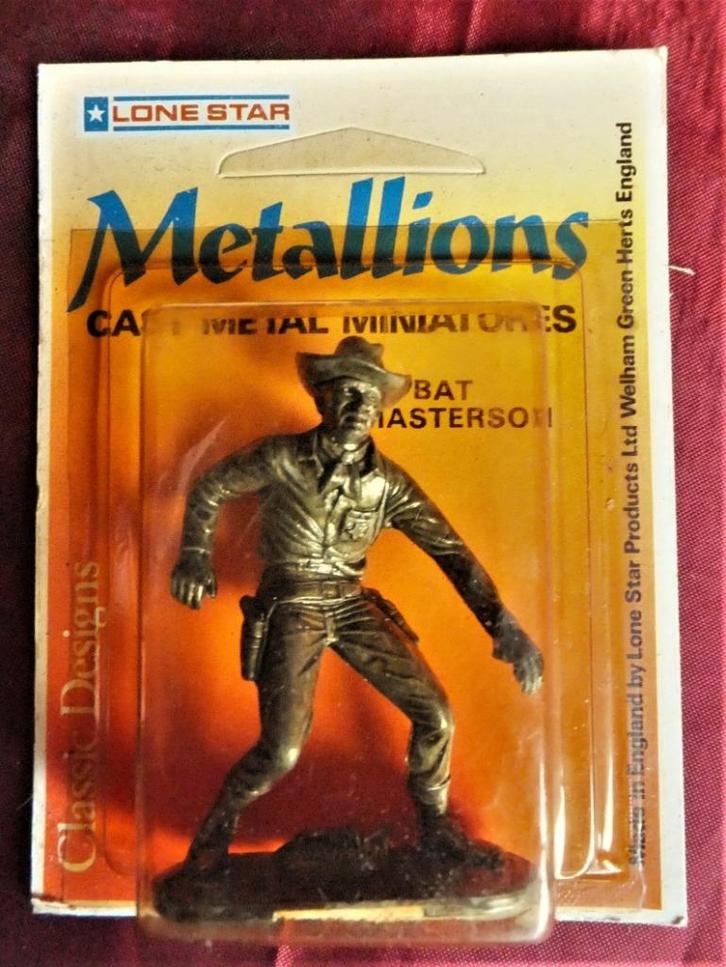 LONE STAR
Metallions
CAST METAL MINIATURES
BAT
MASTERSON
Classic Designs
Made in England by Lone Star Products Ltd Welham Green Herts England